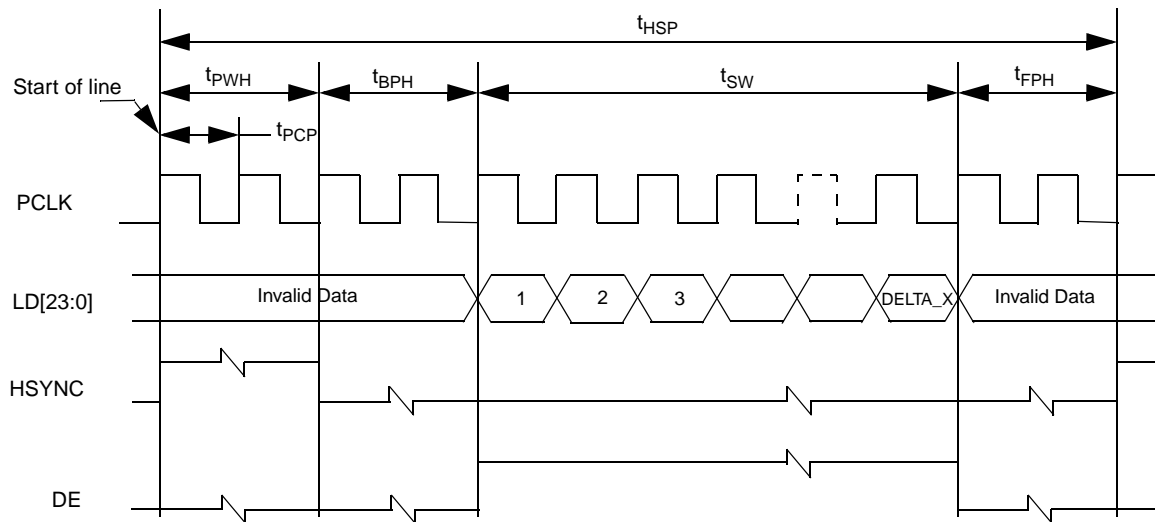 tHSP
Start of line
tPWH
tBPH
tSW
tFPH
tPCP
PCLK
LD[23:0]
Invalid Data
1
2
3
DELTA_X
Invalid Data
HSYNC
DE